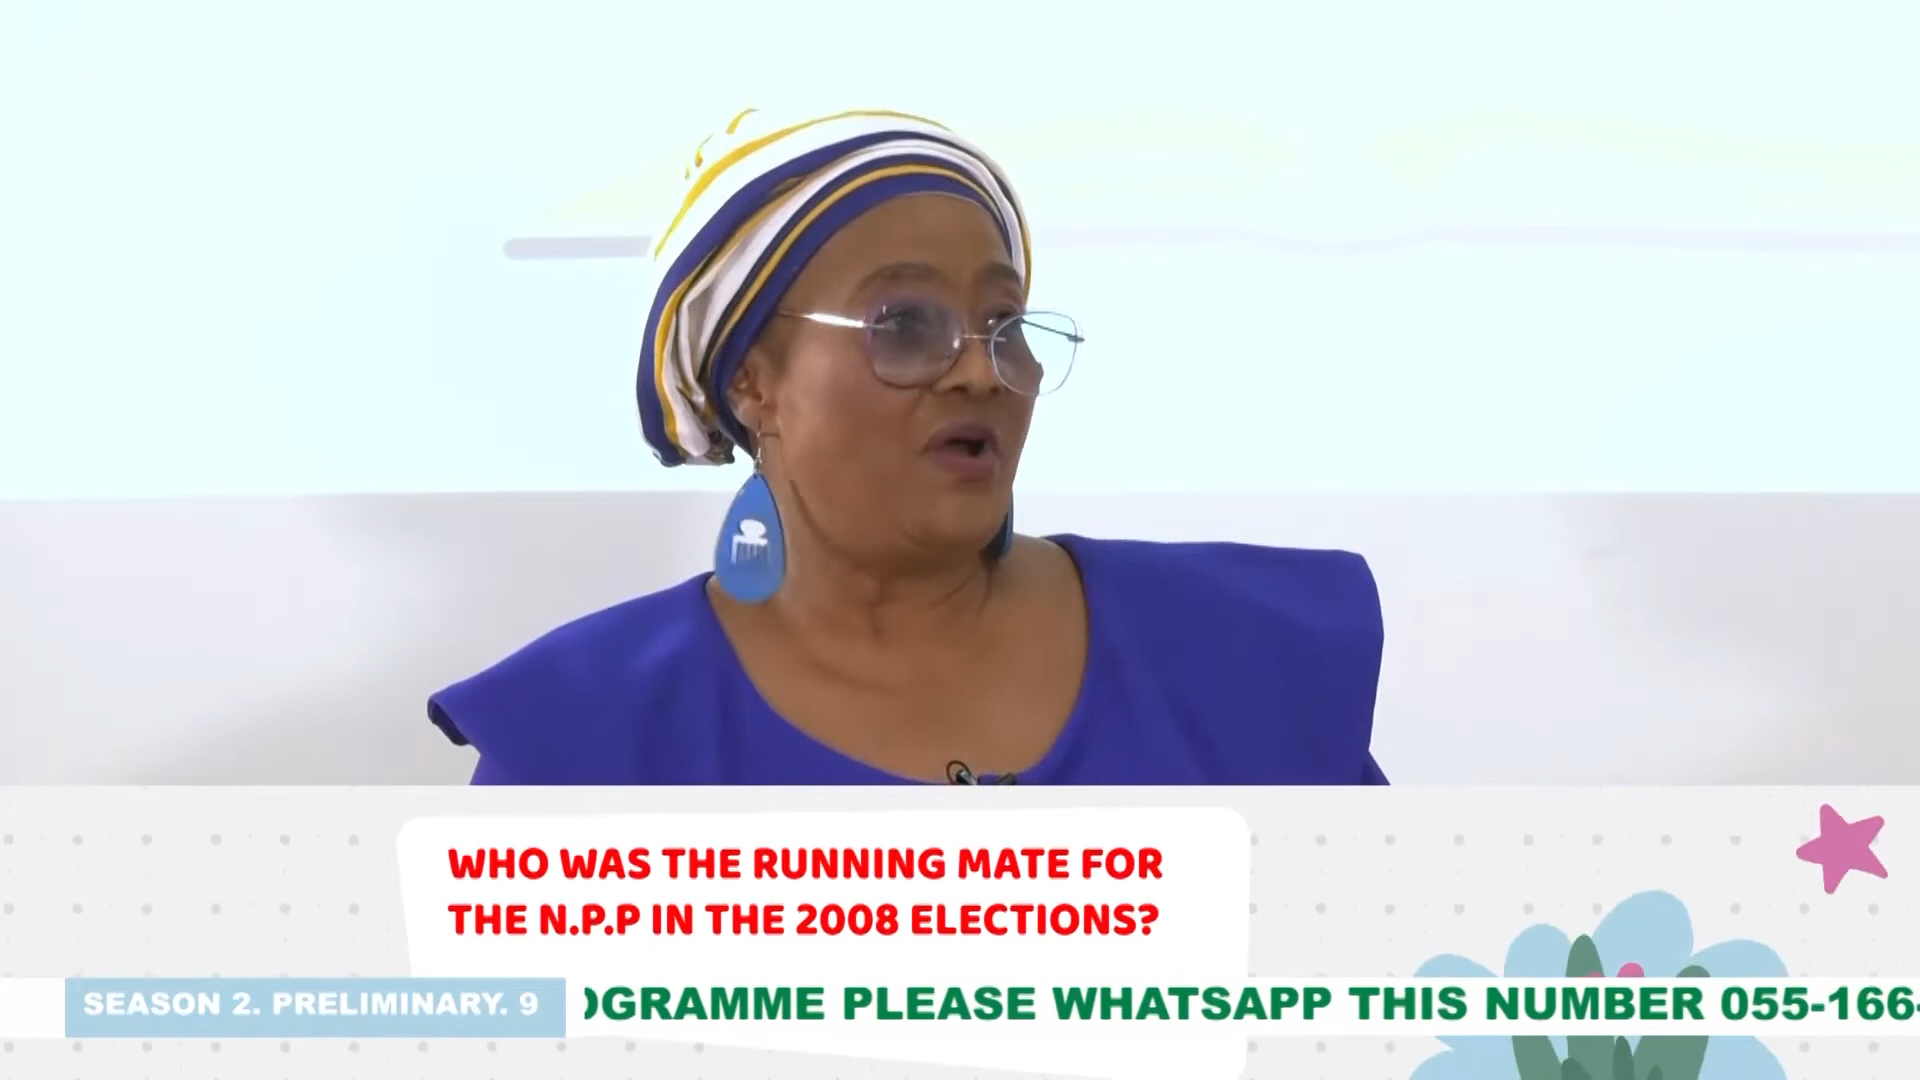 WHO WAS THE RUNNING MATE FOR
THE N.P.P IN THE 2008 ELECTIONS?
SEASON 2. PRELIMINARY. 9
PLEASE WHATSAPP THIS NUMBER 055-166-